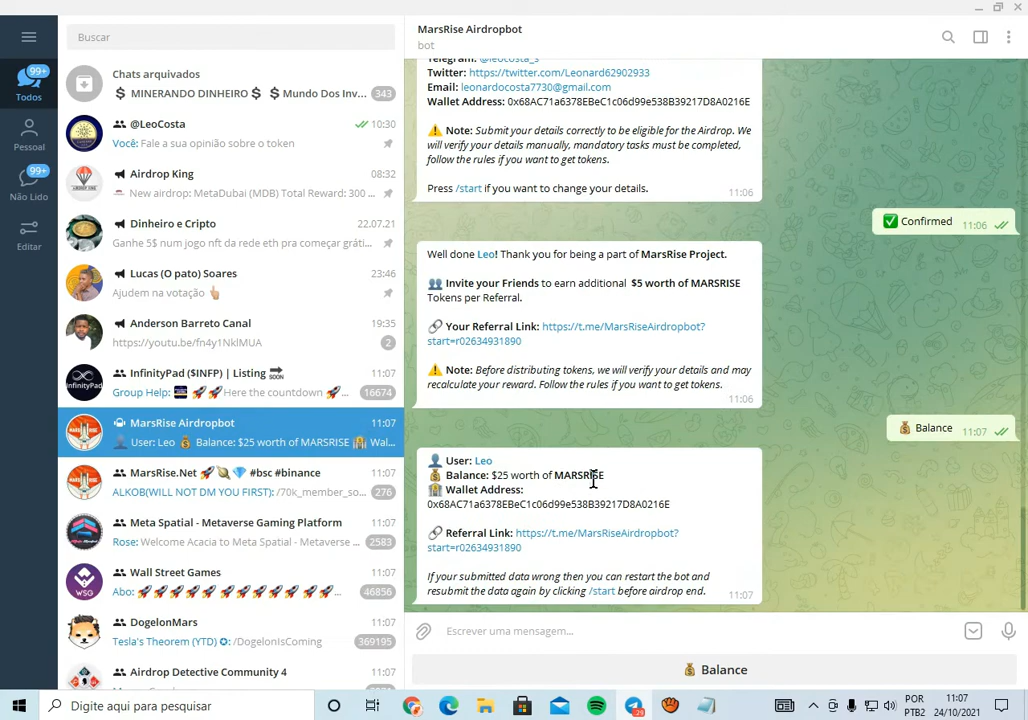 Buscar
99+
Todos
Pessoal
99+
Não Lido
Editar
Chats arquivados
$ MINERANDO DINHEIRO $ $ Mundo Dos Inv... 343
@LeoCosta 10:30
Você: Fale a sua opinião sobre o token
Airdrop King 08:32
New airdrop: MetaDubai (MDB) Total Reward: 300 ...
Dinheiro e Cripto 22.07.21
Ganhe 5$ num jogo nft da rede eth pra começar gráti...
Lucas (O pato) Soares 23:46
Ajudem na votação 👆🏼
Anderson Barreto Canal 19:35
https://youtu.be/fn4y1NklMUA 2
InfinityPad ($INFP) | Listing 🔜
Group Help: 🚀🚀Here the countdown 🚀... 16674
MarsRise Airdropbot 11:07
👤 User: Leo 💰 Balance: $25 worth of MARSRISE 🏫 Wal...
MarsRise.Net 🚀🪐💎 #bsc #binance 11:07
ALKOB(WILL NOT DM YOU FIRST): /70k_member_so... 276
Meta Spatial - Metaverse Gaming Platform 11:07
Rose: Welcome Acacia to Meta Spatial - Metaverse ... 2583
Wall Street Games 11:07
Abo: 🚀🚀🚀🚀🚀🚀🚀🚀🚀🚀🚀... 46856
DogelonMars 11:07
Tesla's Theorem (YTD) ✪: /DogelonIsComing 369195
Airdrop Detective Community 4 11:07
MarsRise Airdropbot
bot
Telegram: @leocosta_s
Twitter: https://twitter.com/Leonard62902933
Email: leonardocosta7730@gmail.com
Wallet Address: 0x68AC71a6378EBeC1c06d99e538B39217D8A0216E
⚠️ Note: Submit your details correctly to be eligible for the Airdrop. We
will verify your details manually, mandatory tasks must be completed,
follow the rules if you want to get tokens.
Press /start if you want to change your details.
11:06
✅ Confirmed 11:06
Well done Leo! Thank you for being a part of MarsRise Project.
👥 Invite your Friends to earn additional $5 worth of MARSRISE
Tokens per Referral.
🔗 Your Referral Link: https://t.me/MarsRiseAirdropbot?
start=r02634931890
⚠️ Note: Before distributing tokens, we will verify your details and may
recalculate your reward. Follow the rules if you want to get tokens.
11:06
💰 Balance 11:07
👤 User: Leo
💰 Balance: $25 worth of MARSRISE
🏫 Wallet Address:
0x68AC71a6378EBeC1c06d99e538B39217D8A0216E
🔗 Referral Link: https://t.me/MarsRiseAirdropbot?
start=r02634931890
If your submitted data wrong then you can restart the bot and
resubmit the data again by clicking /start before airdrop end.
11:07
Escrever uma mensagem...
💰 Balance
Digite aqui para pesquisar
POR
PTB2
11:07
24/10/2021